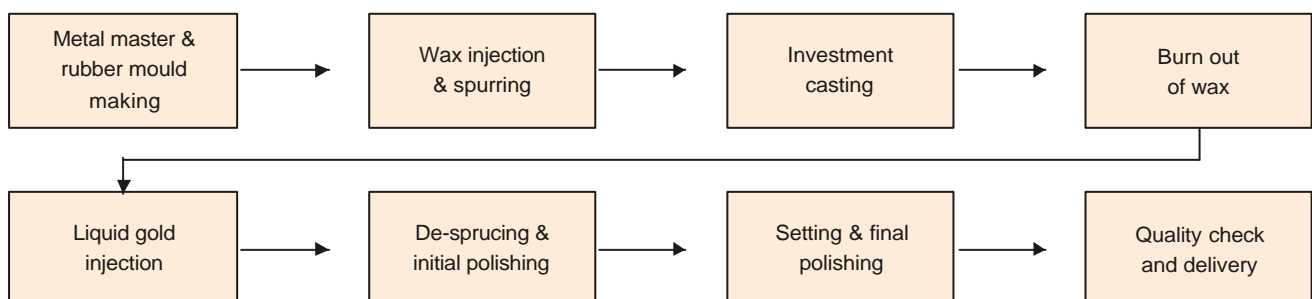 Metal master &
rubber mould
making
Wax injection
& spurring
Investment
casting
Burn out
of wax
Liquid gold
injection
De-sprucing &
initial polishing
Setting & final
polishing
Quality check
and delivery